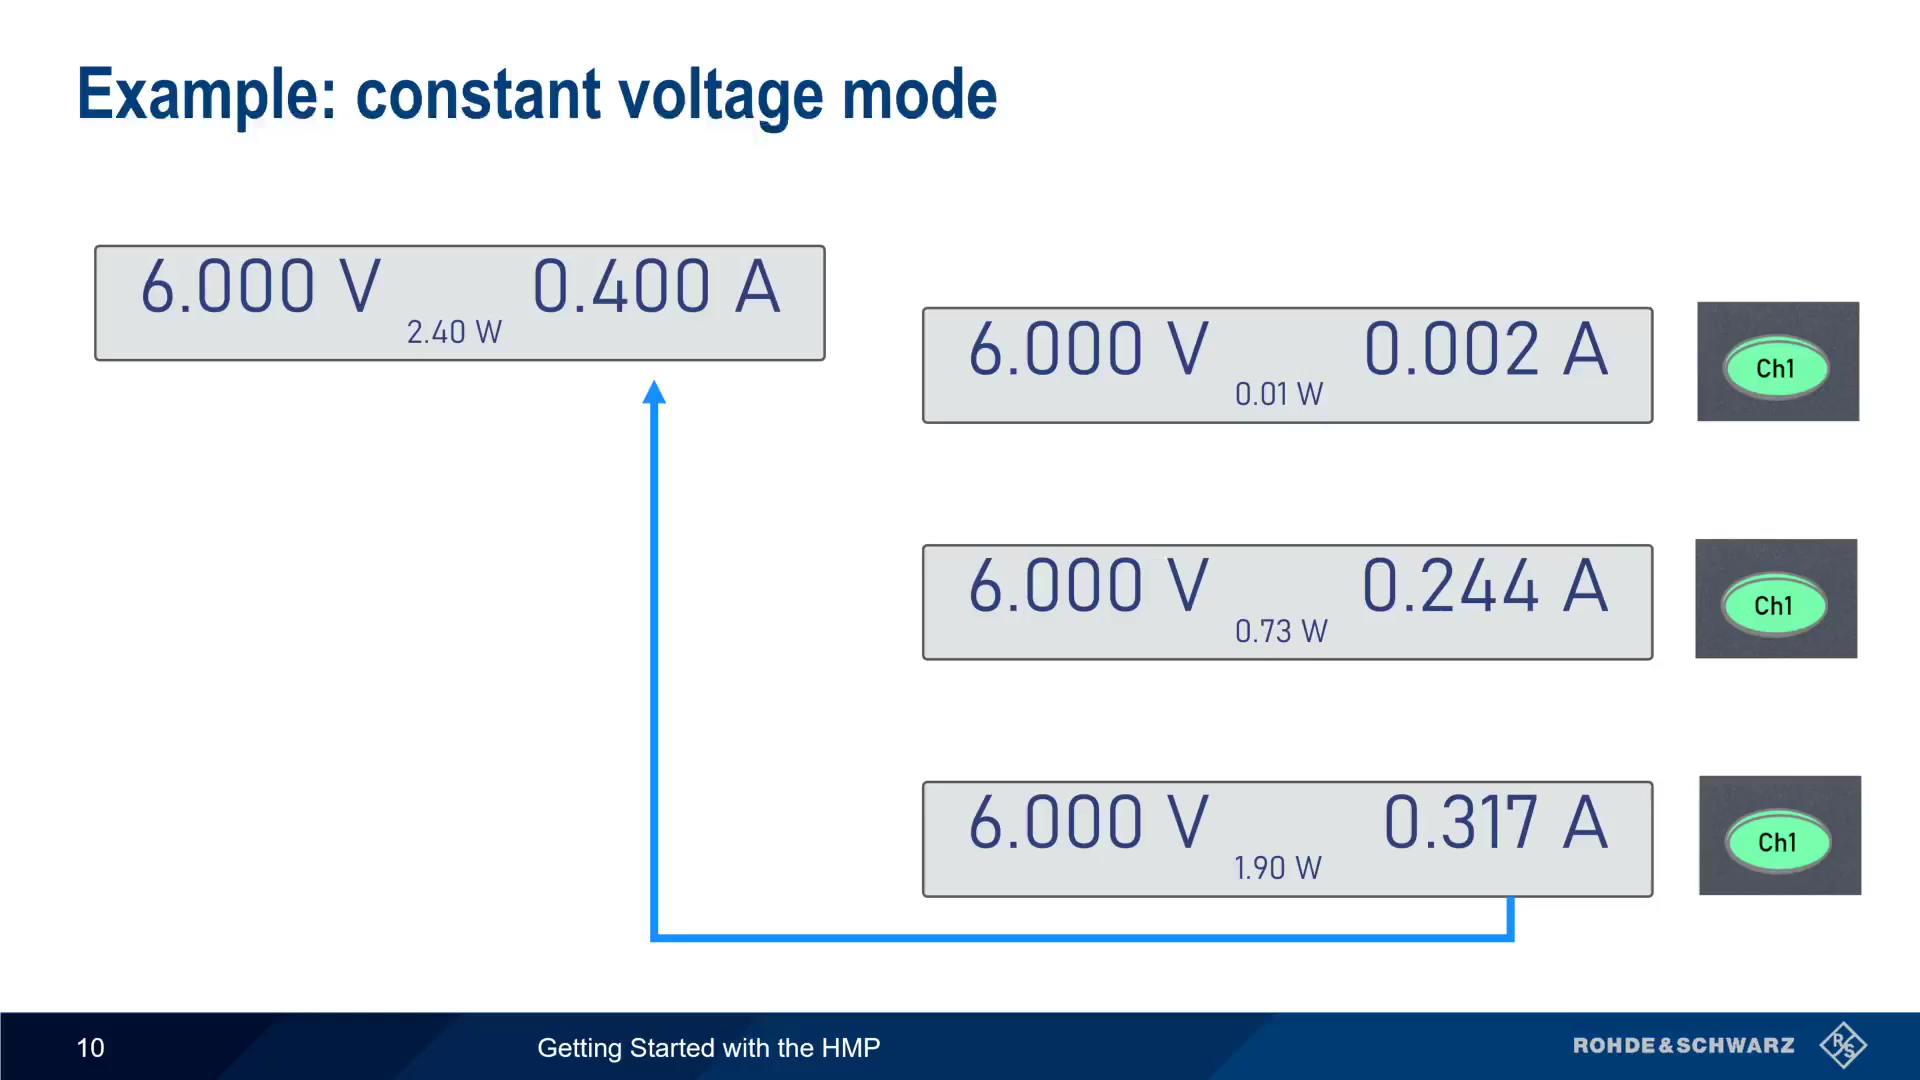 Example: constant voltage mode
6.000 V 0.400 A
2.40 W
6.000 V 0.002 A
0.01 W
Ch1
6.000 V 0.244 A
0.73 W
Ch1
6.000 V 0.317 A
1.90 W
Ch1
10
Getting Started with the HMP
ROHDE&SCHWARZ
R
S